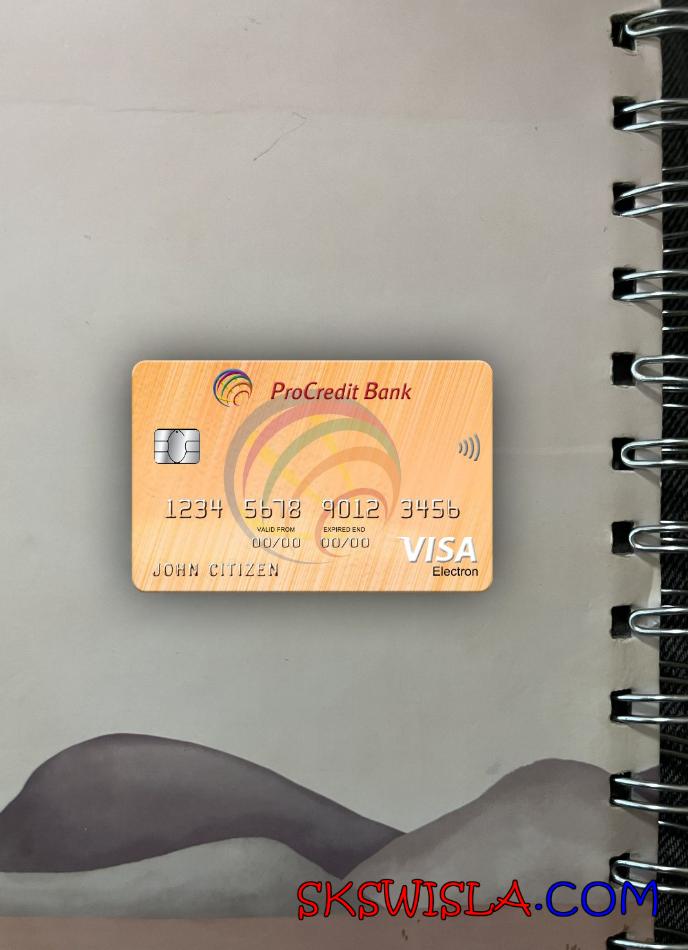 ProCredit Bank
1234 5678 9012 3456
VALID FROM EXPIRED END
00/00 00/00
VISA
JOHN CITIZEN
Electron
SKSWISLA.COM